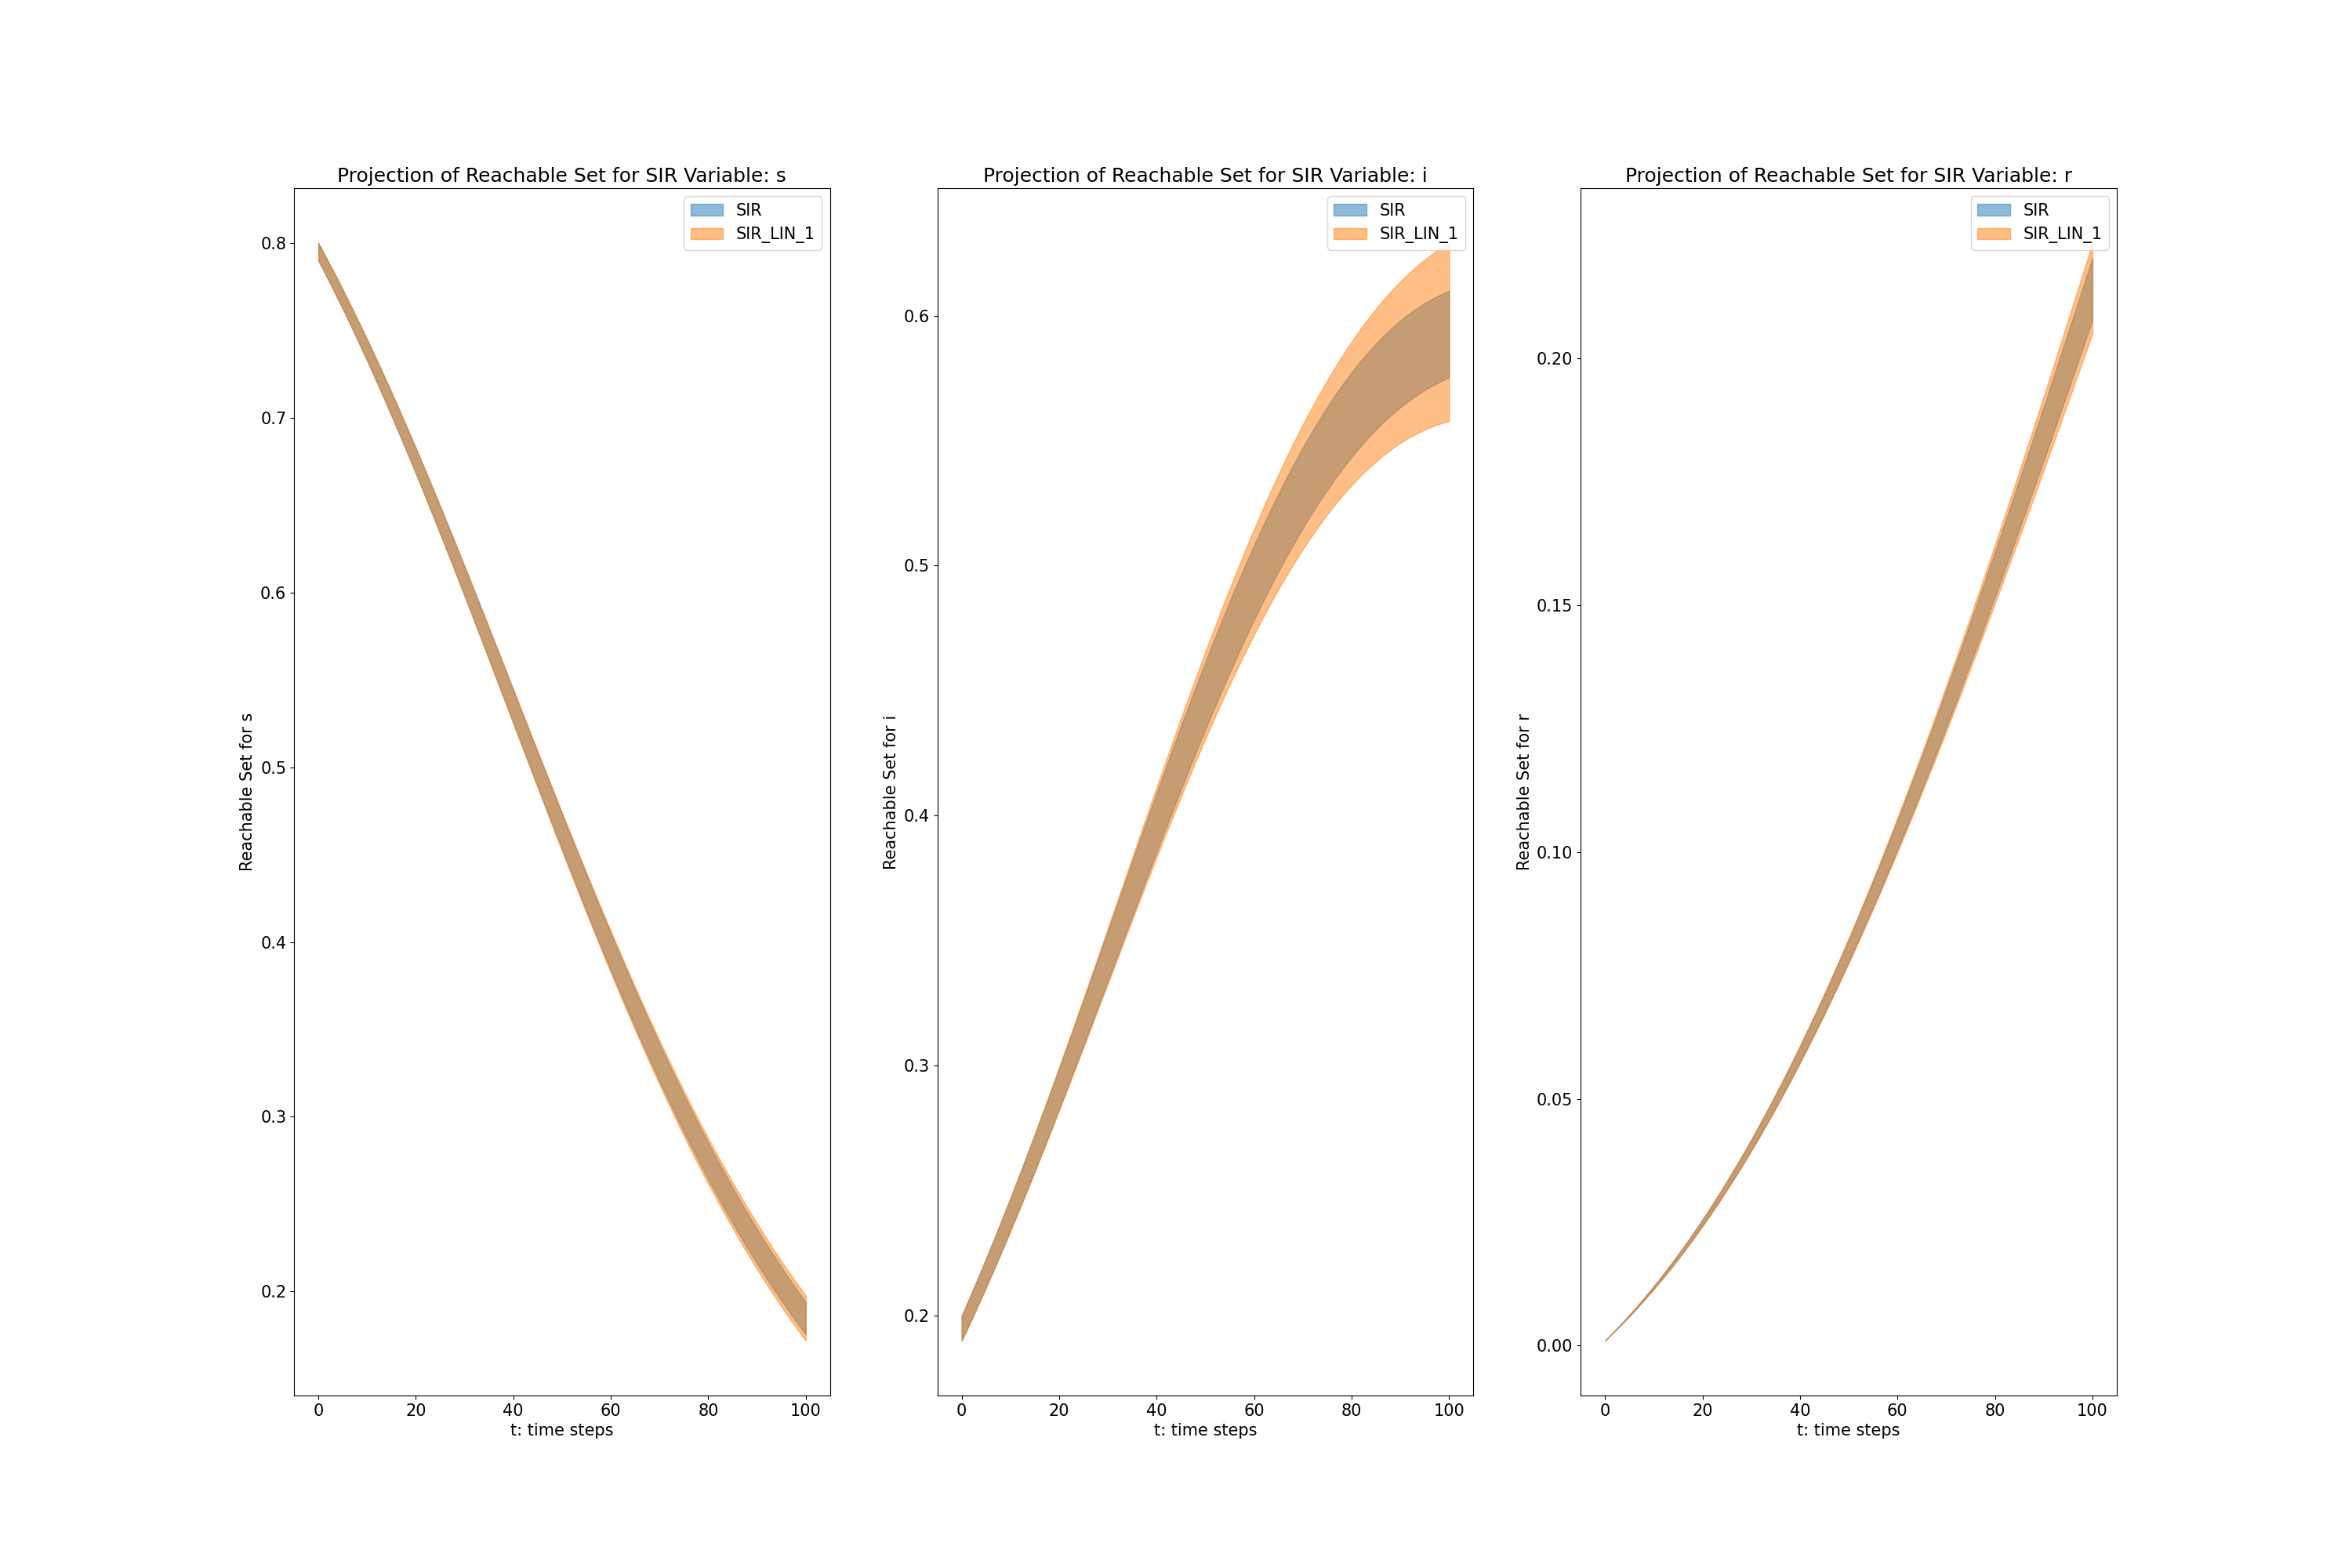 Projection of Reachable Set for SIR Variable: s
SIR
SIR_LIN_1
0.8
0.7
0.6
0.5
0.4
0.3
0.2
Reachable Set for s
0 20 40 60 80 100
t: time steps
Projection of Reachable Set for SIR Variable: i
SIR
SIR_LIN_1
0.6
0.5
0.4
0.3
0.2
Reachable Set for i
0 20 40 60 80 100
t: time steps
Projection of Reachable Set for SIR Variable: r
SIR
SIR_LIN_1
0.20
0.15
0.10
0.05
0.00
Reachable Set for r
0 20 40 60 80 100
t: time steps